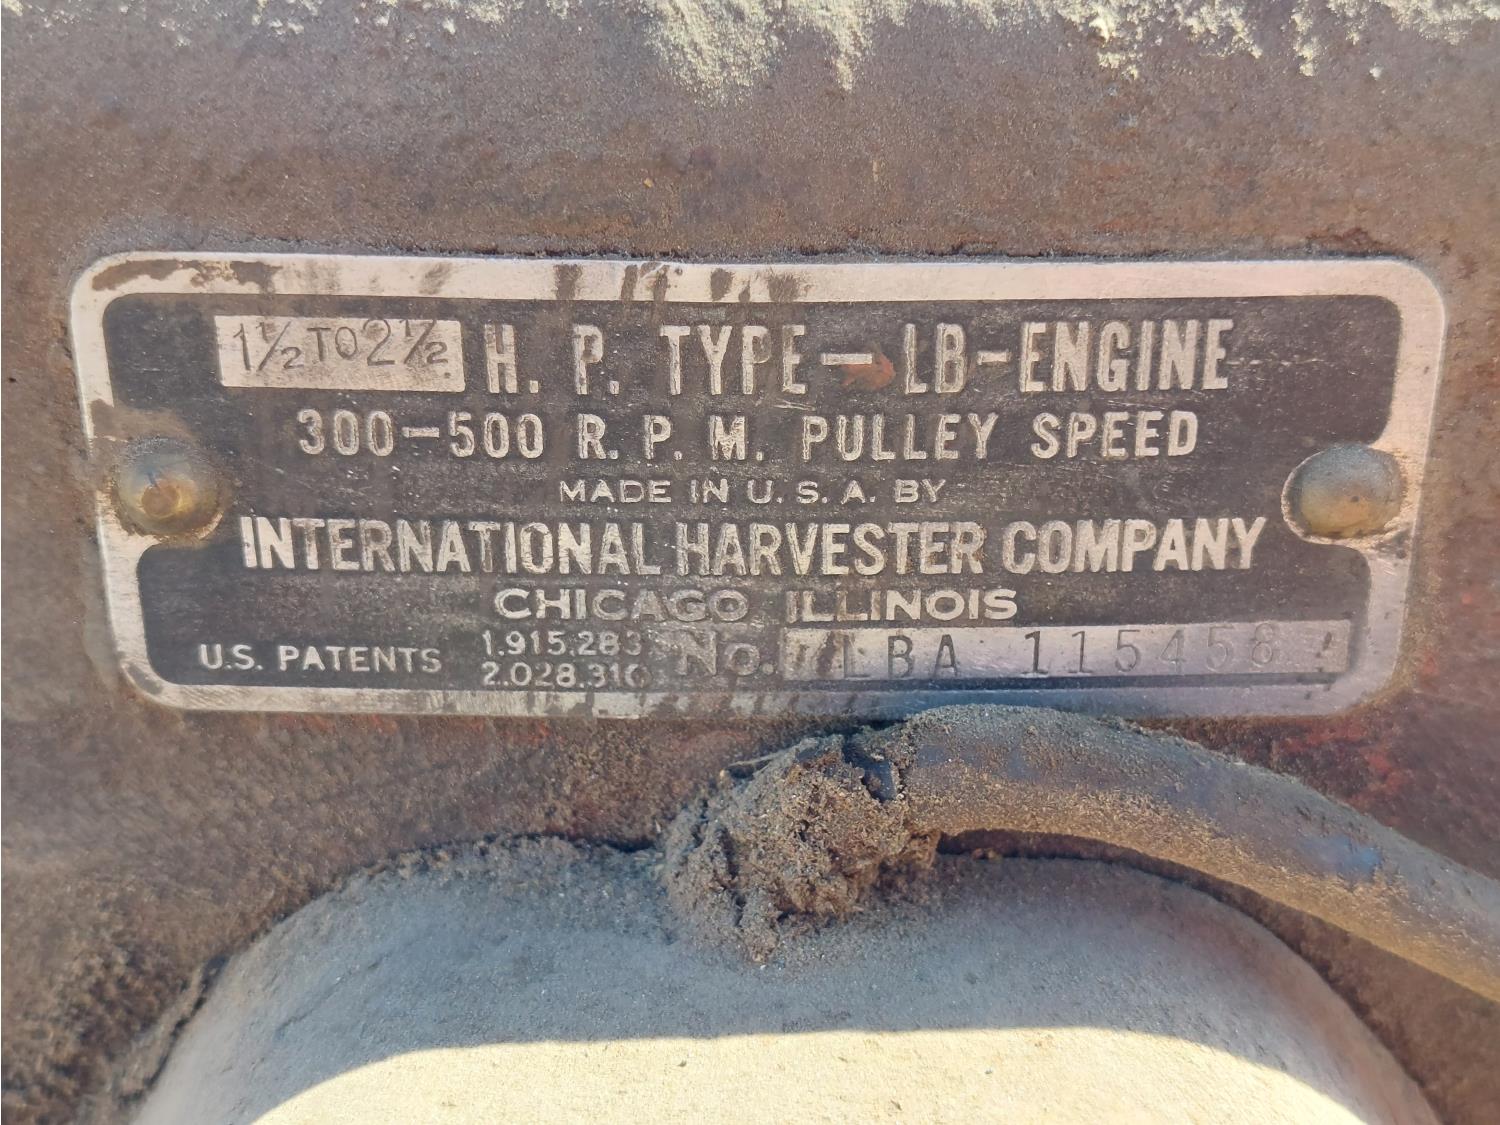 1½ TO 2½ H. P. TYPE — LB-ENGINE
300-500 R. P. M. PULLEY SPEED
MADE IN U. S. A. BY
INTERNATIONAL HARVESTER COMPANY
CHICAGO ILLINOIS
U.S. PATENTS 1.915.283
2.028.310
No. LBA 115458